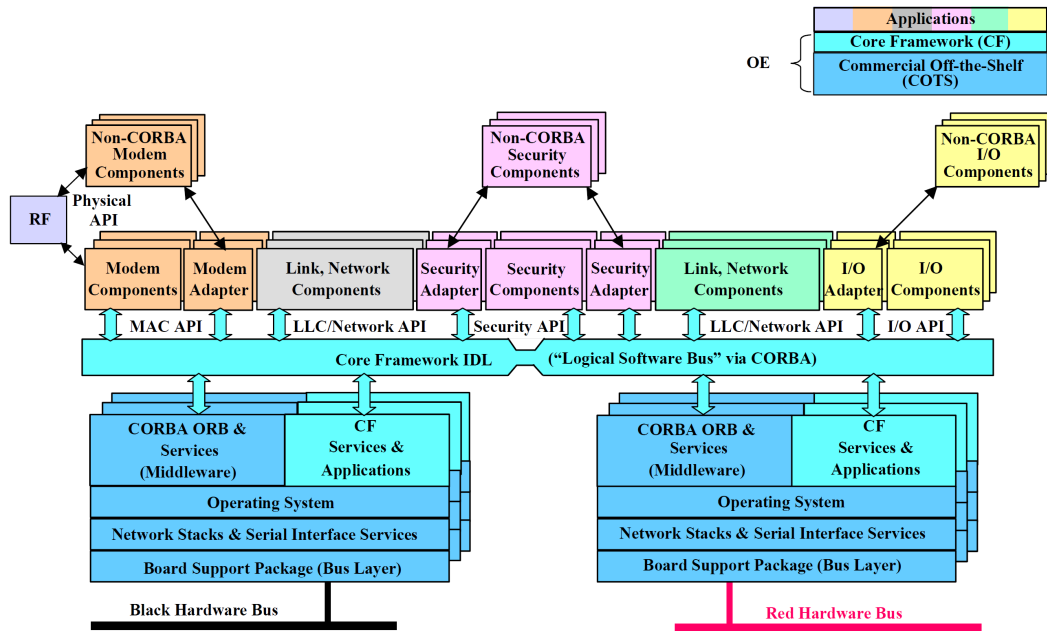 Applications
Core Framework (CF)
OE
Commercial Off-the-Shelf
(COTS)
Non-CORBA
Modem
Components
Non-CORBA
Security
Components
Non-CORBA
I/O
Components
RF
Physical
API
Modem
Components
Modem
Adapter
Link, Network
Components
Security
Adapter
Security
Components
Security
Adapter
Link, Network
Components
I/O
Adapter
I/O
Components
MAC API
LLC/Network API
Security API
LLC/Network API
I/O API
Core Framework IDL
(“Logical Software Bus” via CORBA)
CORBA ORB &
Services
(Middleware)
CF
Services &
Applications
Operating System
Network Stacks & Serial Interface Services
Board Support Package (Bus Layer)
Black Hardware Bus
CORBA ORB &
Services
(Middleware)
CF
Services &
Applications
Operating System
Network Stacks & Serial Interface Services
Board Support Package (Bus Layer)
Red Hardware Bus